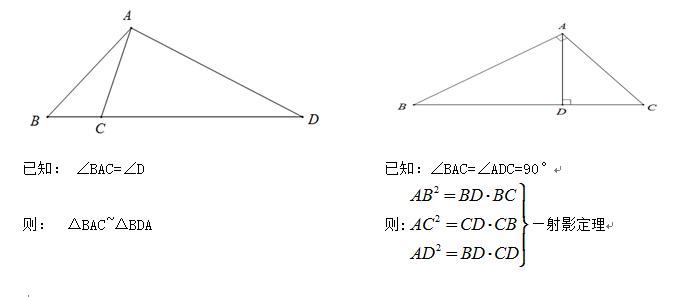 A
B
C
D
A
B
D
C
已知： ∠BAC=∠D
则： △BAC~△BDA
已知：∠BAC=∠ADC=90°
AB²=BD·BC
则:AC²=CD·CB
AD²=BD·CD
—射影定理